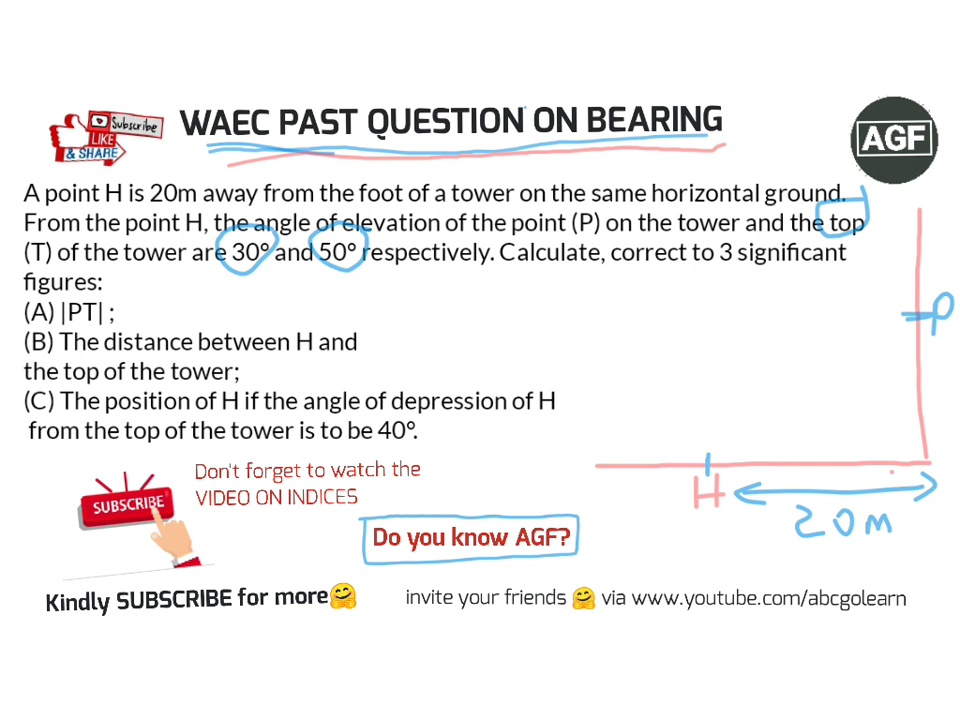 Subscribe
LIKE
& SHARE
WAEC PAST QUESTION ON BEARING
AGF
A point H is 20m away from the foot of a tower on the same horizontal ground.
From the point H, the angle of elevation of the point (P) on the tower and the top
(T) of the tower are 30° and 50° respectively. Calculate, correct to 3 significant
figures:
(A) |PT| ;
(B) The distance between H and
the top of the tower;
(C) The position of H if the angle of depression of H
from the top of the tower is to be 40°.
P
H
20m
SUBSCRIBE
Don't forget to watch the
VIDEO ON INDICES
Do you know AGF?
Kindly SUBSCRIBE for more🤗
invite your friends 🤗 via www.youtube.com/abcgolearn